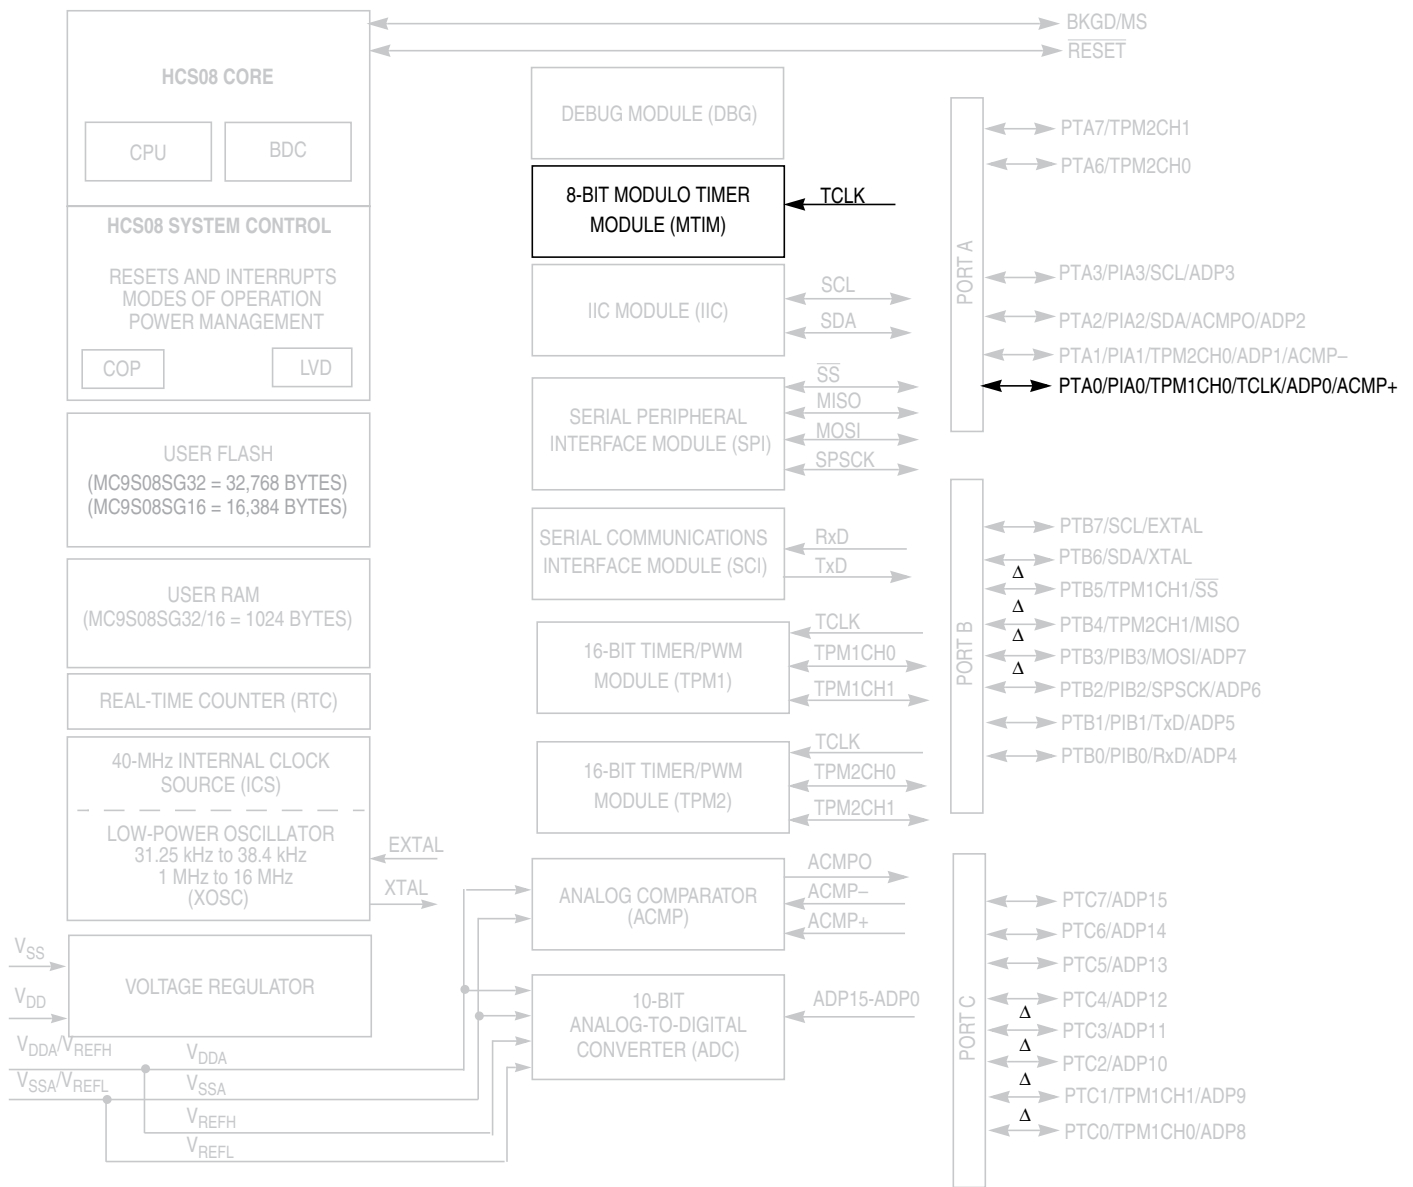 BKGD/MS
RESET
HCS08 CORE
CPU
BDC
HCS08 SYSTEM CONTROL
RESETS AND INTERRUPTS
MODES OF OPERATION
POWER MANAGEMENT
COP
LVD
USER FLASH
(MC9S08SG32 = 32,768 BYTES)
(MC9S08SG16 = 16,384 BYTES)
USER RAM
(MC9S08SG32/16 = 1024 BYTES)
REAL-TIME COUNTER (RTC)
40-MHz INTERNAL CLOCK
SOURCE (ICS)
LOW-POWER OSCILLATOR
31.25 kHz to 38.4 kHz
1 MHz to 16 MHz
(XOSC)
EXTAL
XTAL
VSS
VDD
VOLTAGE REGULATOR
VDDA/VREFH
VSSA/VREFL
VDDA
VSSA
VREFH
VREFL
DEBUG MODULE (DBG)
8-BIT MODULO TIMER
MODULE (MTIM)
TCLK
IIC MODULE (IIC)
SCL
SDA
SERIAL PERIPHERAL
INTERFACE MODULE (SPI)
SS
MISO
MOSI
SPSCK
SERIAL COMMUNICATIONS
INTERFACE MODULE (SCI)
RxD
TxD
16-BIT TIMER/PWM
MODULE (TPM1)
TCLK
TPM1CH0
TPM1CH1
16-BIT TIMER/PWM
MODULE (TPM2)
TCLK
TPM2CH0
TPM2CH1
ANALOG COMPARATOR
(ACMP)
ACMPO
ACMP–
ACMP+
10-BIT
ANALOG-TO-DIGITAL
CONVERTER (ADC)
ADP15-ADP0
PORT A
PTA7/TPM2CH1
PTA6/TPM2CH0
PTA3/PIA3/SCL/ADP3
PTA2/PIA2/SDA/ACMPO/ADP2
PTA1/PIA1/TPM2CH0/ADP1/ACMP–
PTA0/PIA0/TPM1CH0/TCLK/ADP0/ACMP+
PORT B
PTB7/SCL/EXTAL
PTB6/SDA/XTAL
Δ
PTB5/TPM1CH1/SS
Δ
PTB4/TPM2CH1/MISO
Δ
PTB3/PIB3/MOSI/ADP7
Δ
PTB2/PIB2/SPSCK/ADP6
PTB1/PIB1/TxD/ADP5
PTB0/PIB0/RxD/ADP4
PORT C
PTC7/ADP15
PTC6/ADP14
PTC5/ADP13
PTC4/ADP12
Δ
PTC3/ADP11
Δ
PTC2/ADP10
Δ
PTC1/TPM1CH1/ADP9
Δ
PTC0/TPM1CH0/ADP8